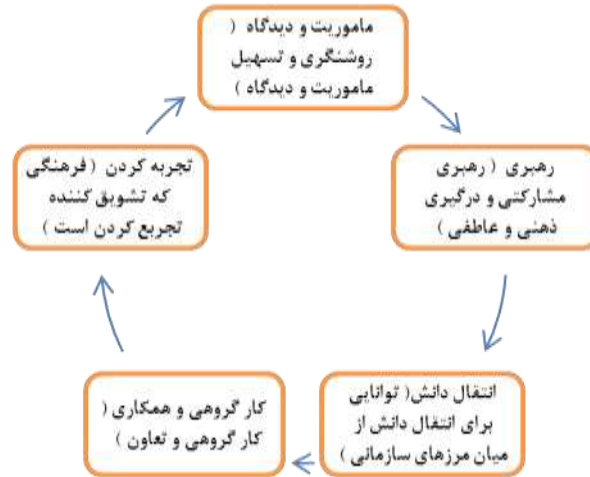 ماموریت و دیدگاه (
روشنگری و تسهیل
ماموریت و دیدگاه )
رهبری ( رهبری
مشارکتی و درگیری
ذهنی و عاطفی )
انتقال دانش( توانایی
برای انتقال دانش از
میان مرزهای سازمانی )
کار گروهی و همکاری (
کار گروهی و تعاون )
تجربه کردن ( فرهنگی
که تشویق کننده
تجربع کردن است )